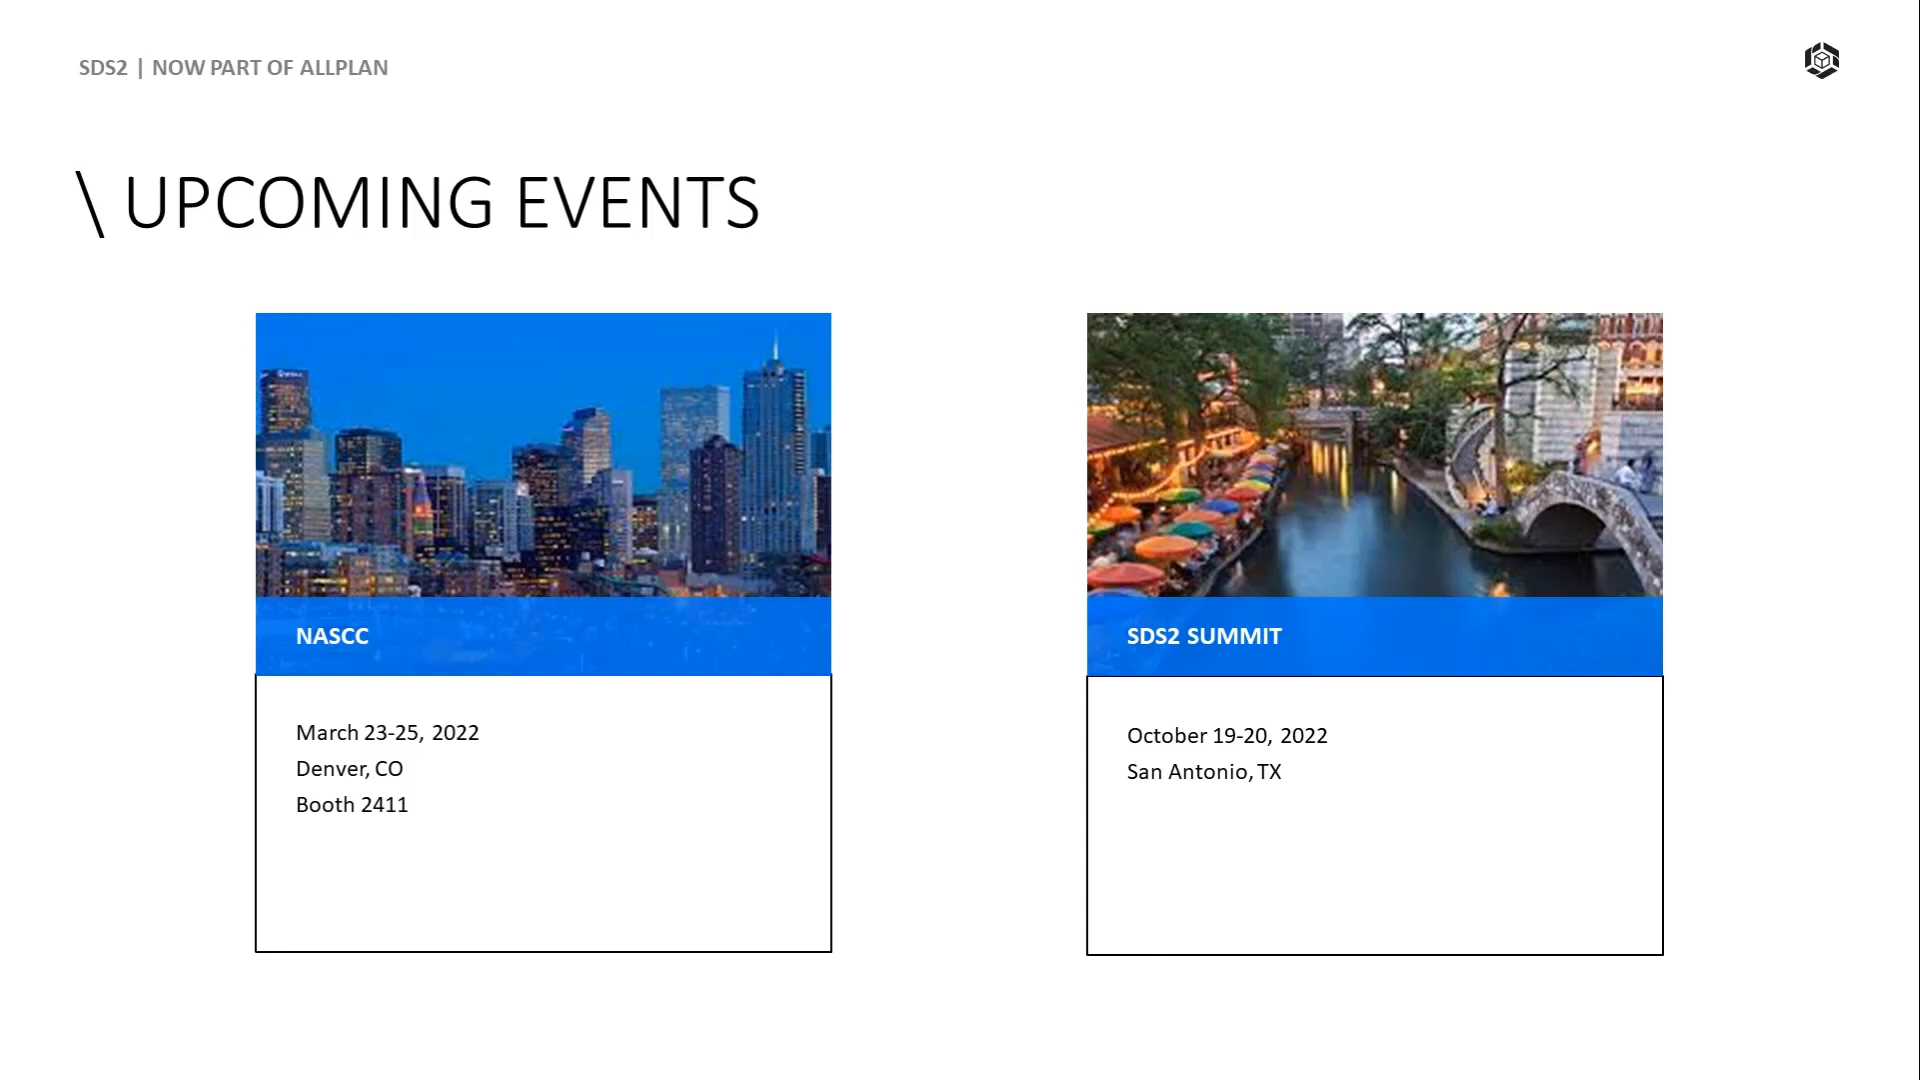 SDS2 | NOW PART OF ALLPLAN
\ UPCOMING EVENTS
NASCC
March 23-25, 2022
Denver, CO
Booth 2411
SDS2 SUMMIT
October 19-20, 2022
San Antonio, TX